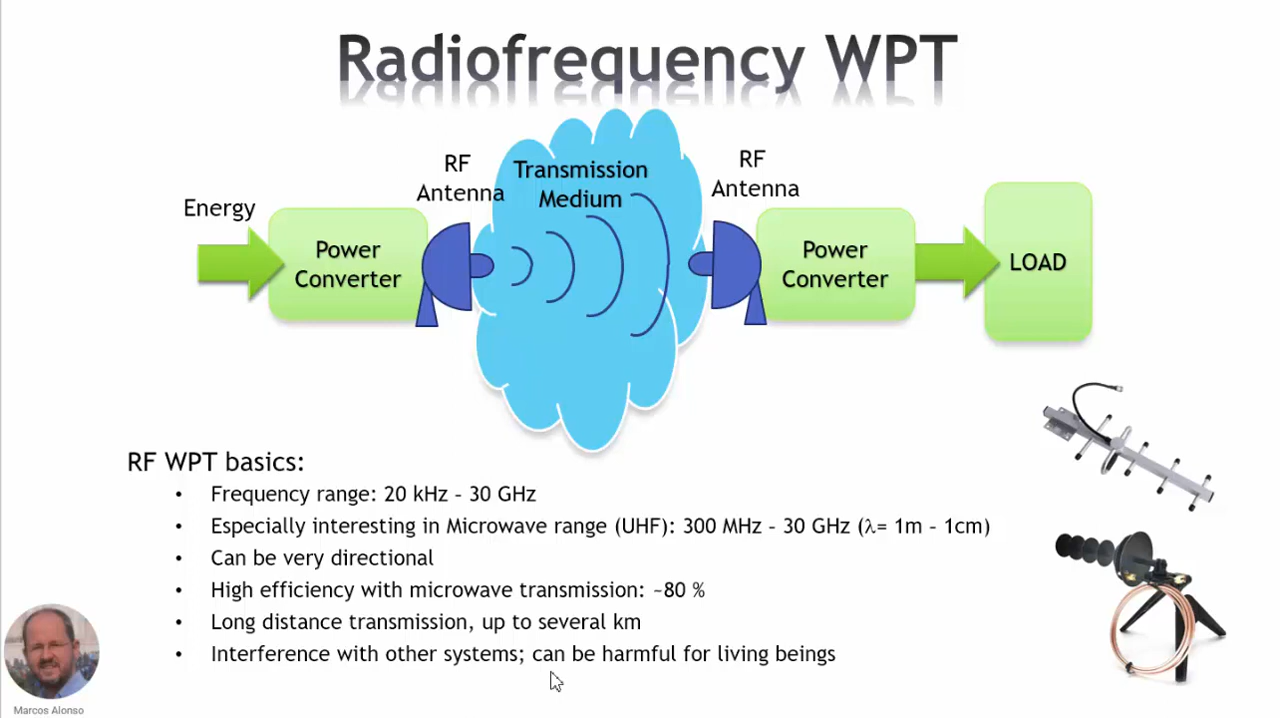 Radiofrequency WPT
RF
Antenna
Transmission
Medium
RF
Antenna
Energy
Power
Converter
Power
Converter
LOAD
RF WPT basics:
• Frequency range: 20 kHz – 30 GHz
• Especially interesting in Microwave range (UHF): 300 MHz – 30 GHz (λ= 1m – 1cm)
• Can be very directional
• High efficiency with microwave transmission: ~80 %
• Long distance transmission, up to several km
• Interference with other systems; can be harmful for living beings
Marcos Alonso